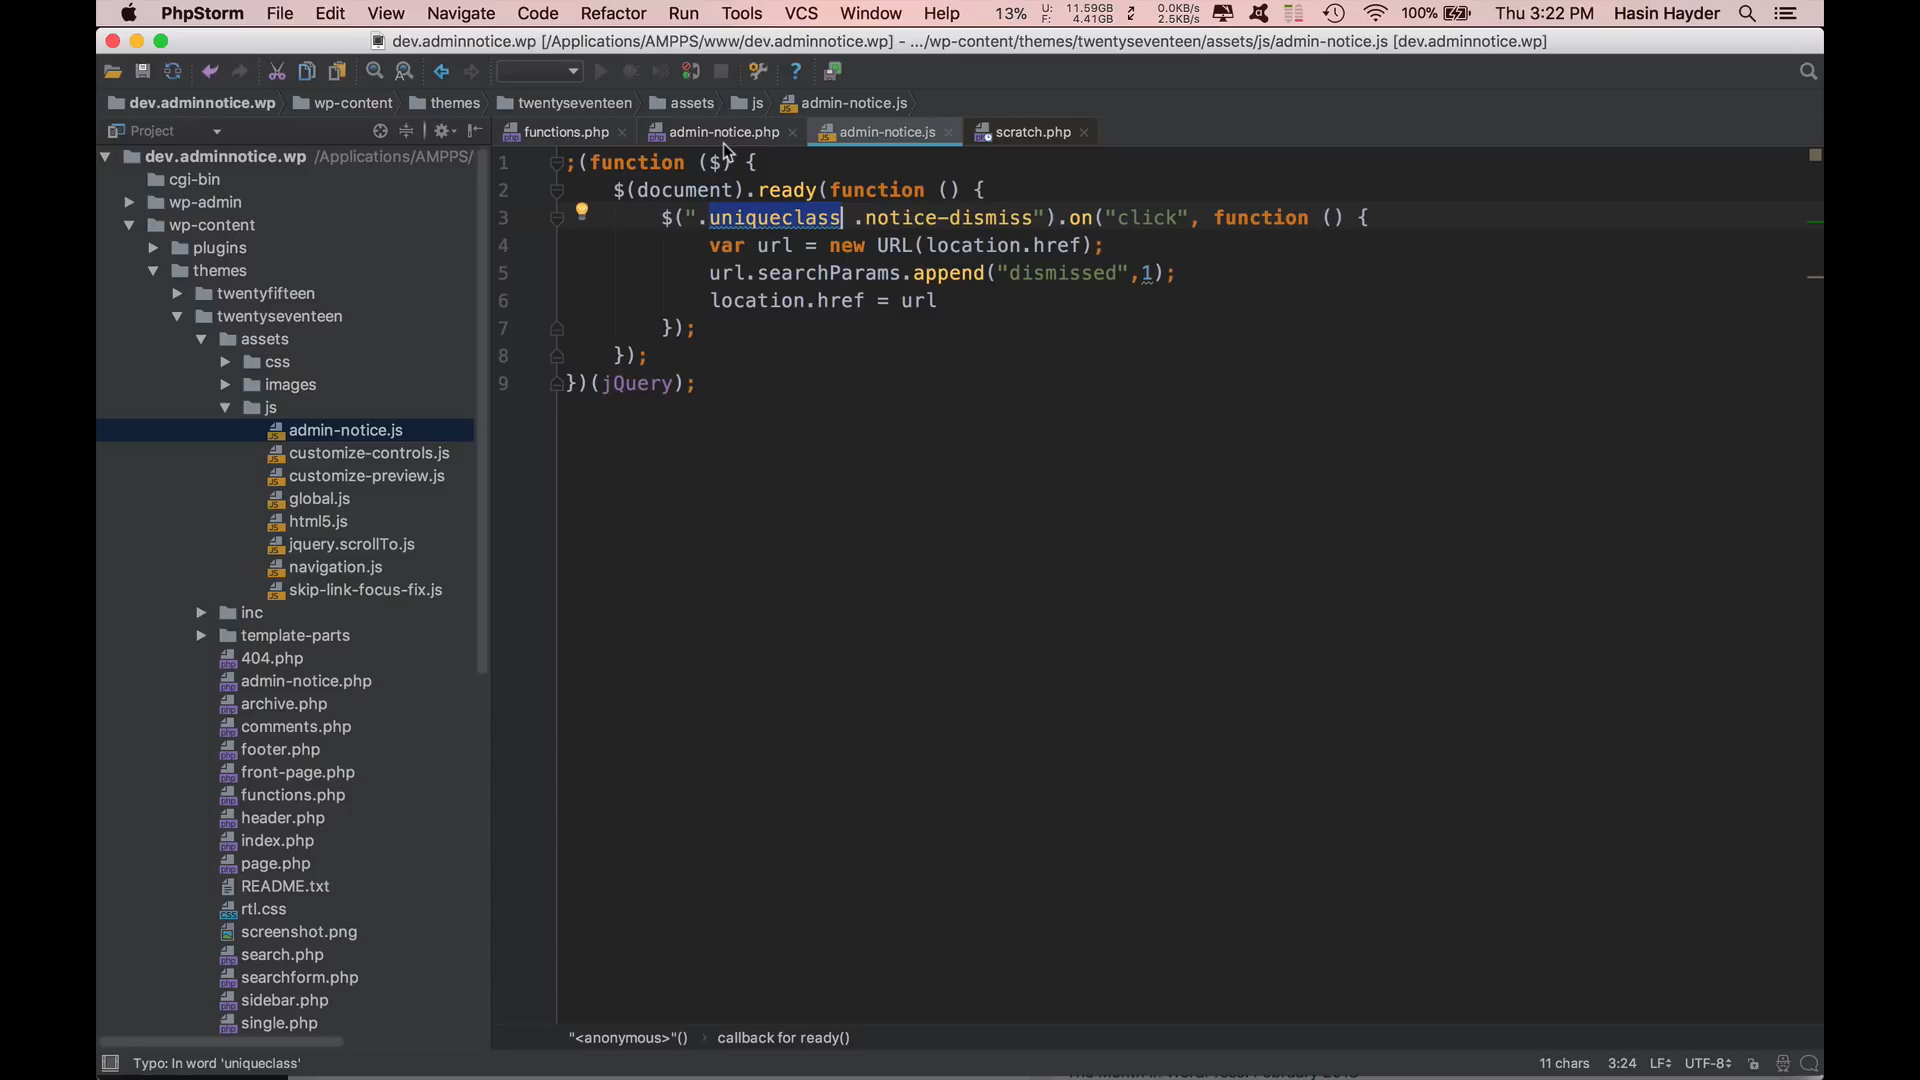 PhpStorm File Edit View Navigate Code Refactor Run Tools VCS Window Help 13% U: 11.59GB F: 4.41GB 0.0KB/s 2.5KB/s 100% Thu 3:22 PM Hasin Hayder
dev.adminnotice.wp [/Applications/AMPPS/www/dev.adminnotice.wp] - .../wp-content/themes/twentyseventeen/assets/js/admin-notice.js [dev.adminnotice.wp]
dev.adminnotice.wp wp-content themes twentyseventeen assets js admin-notice.js
Project
functions.php admin-notice.php admin-notice.js scratch.php
dev.adminnotice.wp /Applications/AMPPS/
cgi-bin
wp-admin
wp-content
plugins
themes
twentyfifteen
twentyseventeen
assets
css
images
js
admin-notice.js
customize-controls.js
customize-preview.js
global.js
html5.js
jquery.scrollTo.js
navigation.js
skip-link-focus-fix.js
inc
template-parts
404.php
admin-notice.php
archive.php
comments.php
footer.php
front-page.php
functions.php
header.php
index.php
page.php
README.txt
rtl.css
screenshot.png
search.php
searchform.php
sidebar.php
single.php
1 ;(function ($) {
2 $(document).ready(function () {
3 $(".uniqueclass .notice-dismiss").on("click", function () {
4 var url = new URL(location.href);
5 url.searchParams.append("dismissed",1);
6 location.href = url
7 });
8 });
9 })(jQuery);
"<anonymous>"() › callback for ready()
Typo: In word 'uniqueclass' 11 chars 3:24 LF UTF-8